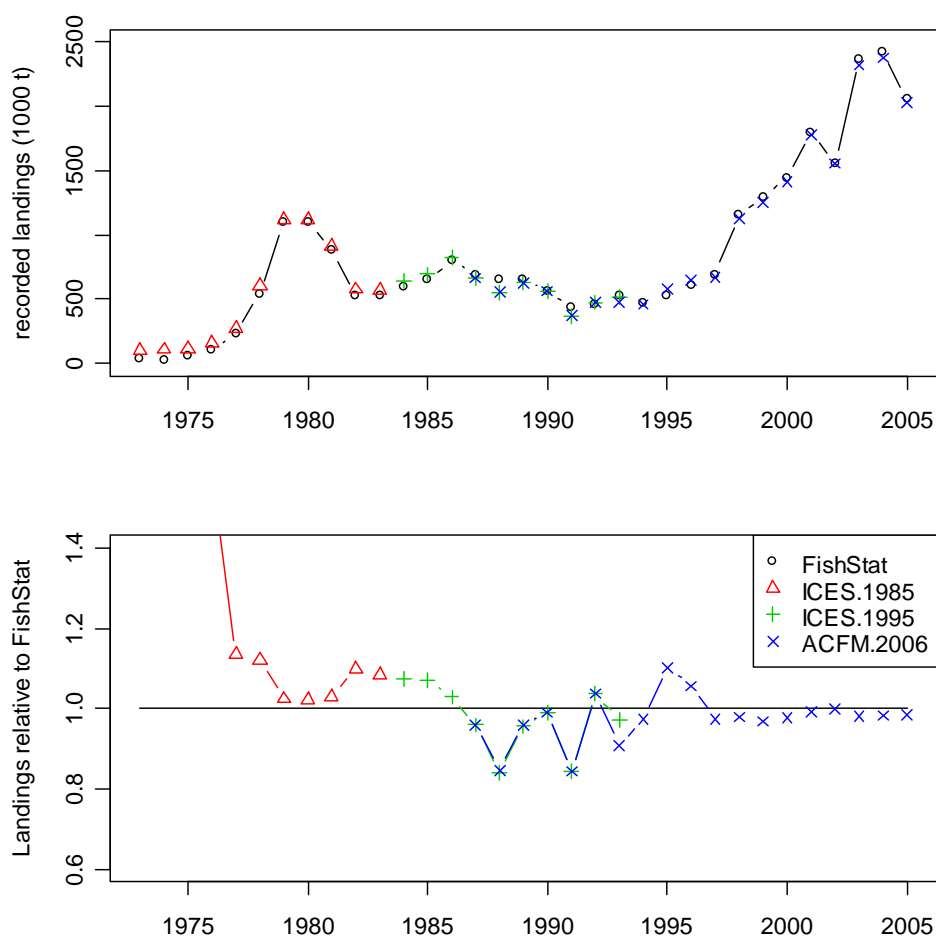 recorded landings (1000 t)
2500
1500
500
0
1975 1980 1985 1990 1995 2000 2005
Landings relative to FishStat
1.4
1.2
1.0
0.8
0.6
FishStat
ICES.1985
ICES.1995
ACFM.2006
1975 1980 1985 1990 1995 2000 2005